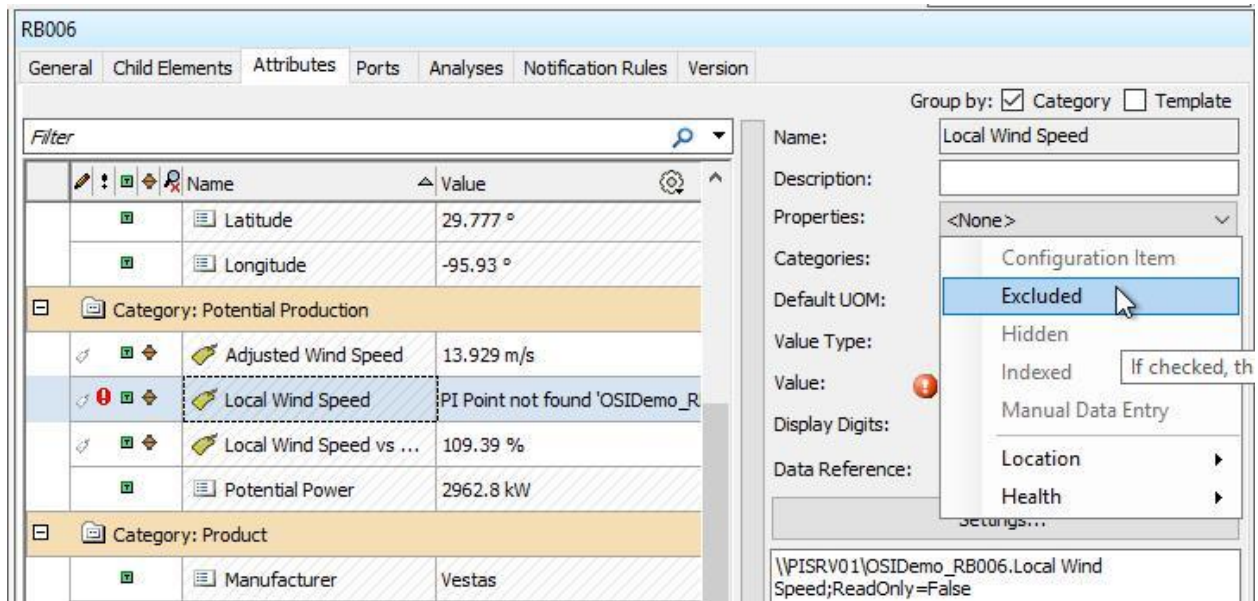 RB006
General Child Elements Attributes Ports Analyses Notification Rules Version
Group by: Category Template
Filter
Name Value
Latitude 29.777 °
Longitude -95.93 °
Category: Potential Production
Adjusted Wind Speed 13.929 m/s
Local Wind Speed PI Point not found 'OSIDemo_R
Local Wind Speed vs ... 109.39 %
Potential Power 2962.8 kW
Category: Product
Manufacturer Vestas
Name: Local Wind Speed
Description:
Properties: <None>
Categories:
Default UOM:
Value Type:
Value:
Display Digits:
Data Reference:
Configuration Item
Excluded
Hidden
Indexed
If checked, th
Manual Data Entry
Location
Health
Settings...
\\PISRV01\OSIDemo_RB006.Local Wind
Speed;ReadOnly=False